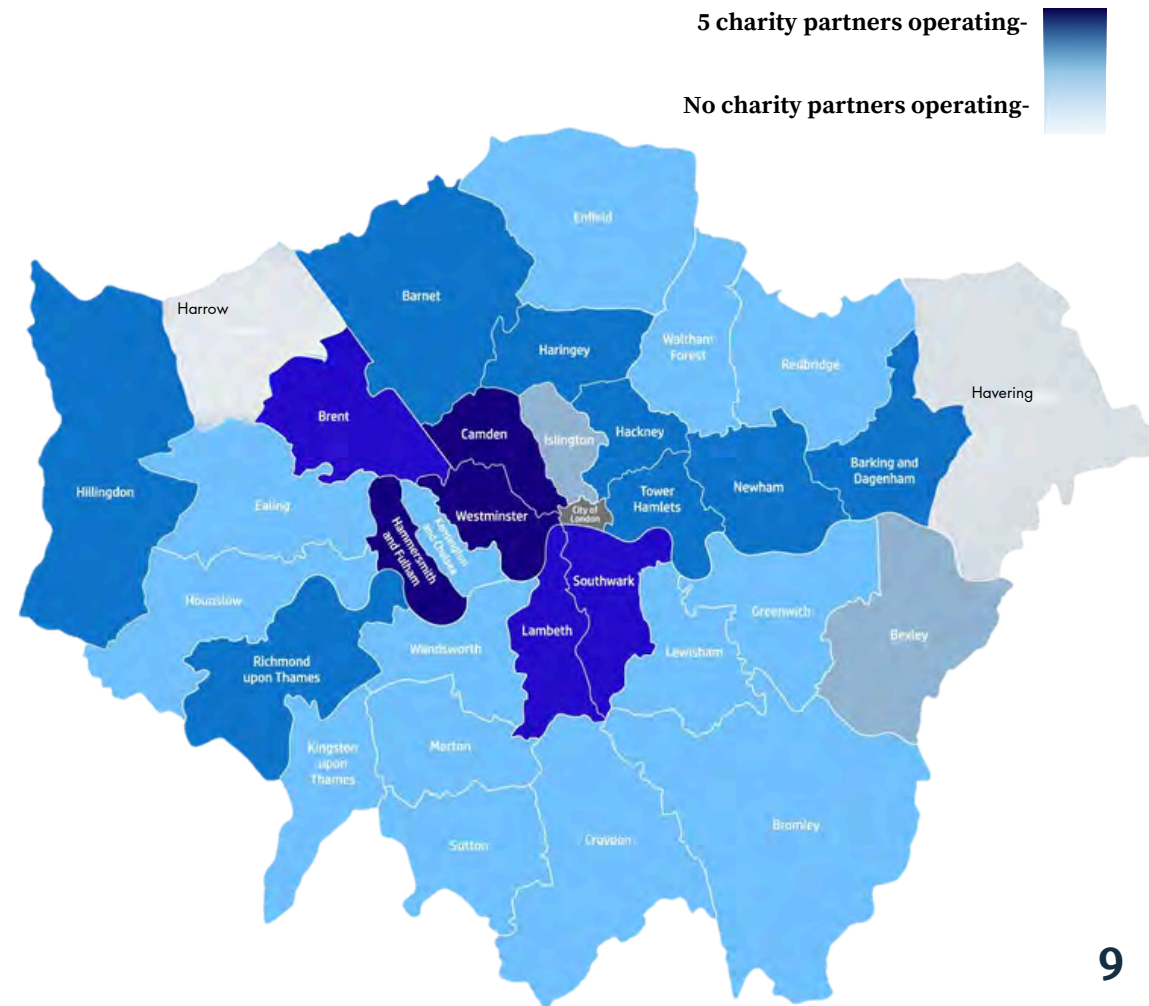 5 charity partners operating-
No charity partners operating-
Enfield
Harrow
Barnet
Haringey
Waltham
Forest
Redbridge
Havering
Brent
Camden
Islington
Hackney
Barking and
Dagenham
Hillingdon
Ealing
Westminster
City of
London
Tower
Hamlets
Newham
Hammersmith
and Fulham
Kensington
and Chelsea
Hounslow
Southwark
Lambeth
Greenwich
Bexley
Richmond
upon Thames
Wandsworth
Lewisham
Kingston
upon
Thames
Merton
Sutton
Croydon
Bromley
9